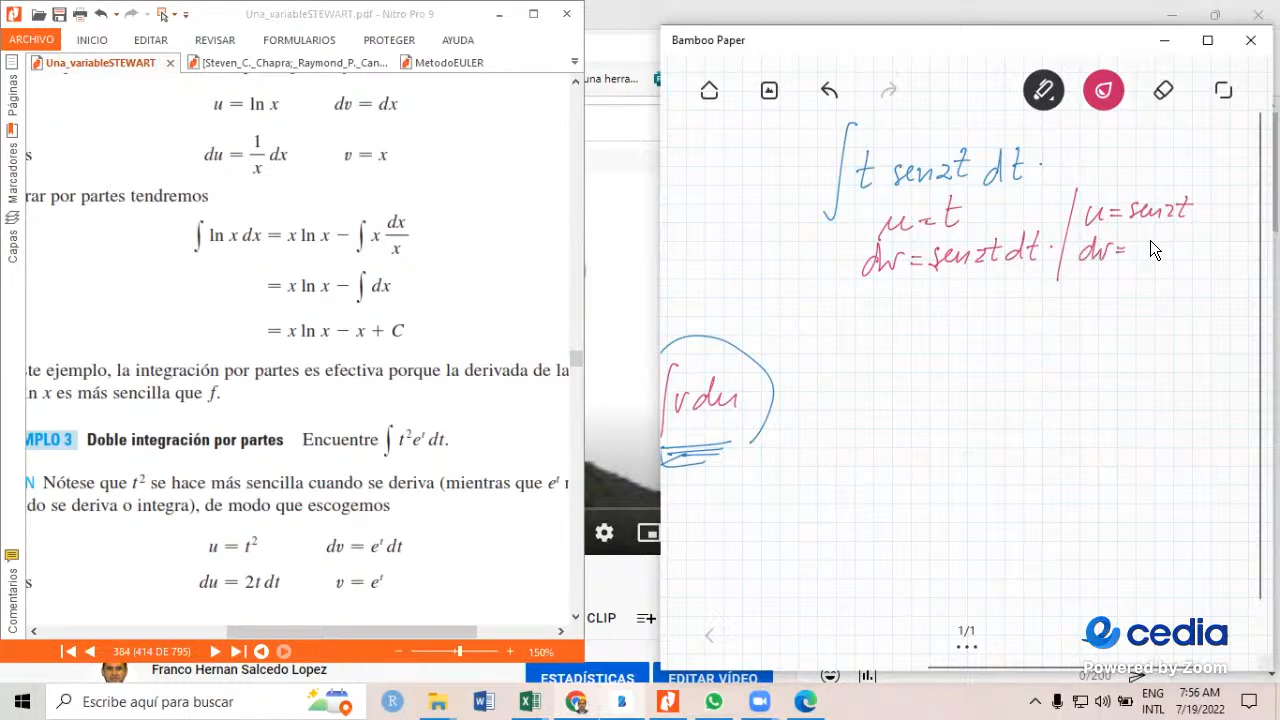 Una_variableSTEWART.pdf - Nitro Pro 9
ARCHIVO INICIO EDITAR REVISAR FORMULARIOS PROTEGER AYUDA
Una_variableSTEWART [Steven_C._Chapra;_Raymond_P._Can... MetodoEULER
Páginas
Marcadores
Capas
Comentarios
u = ln x dv = dx
s du = 1/x dx v = x
rar por partes tendremos
∫ ln x dx = x ln x − ∫ x dx/x
= x ln x − ∫ dx
= x ln x − x + C
te ejemplo, la integración por partes es efectiva porque la derivada de la
ln x es más sencilla que f.
MPLO 3 Doble integración por partes Encuentre ∫ t²eᵗ dt.
N Nótese que t² se hace más sencilla cuando se deriva (mientras que eᵗ
do se deriva o integra), de modo que escogemos
u = t² dv = eᵗ dt
s du = 2t dt v = eᵗ
384 (414 DE 795) 150%
una herra...
Bamboo Paper
∫ t sen2t dt.
u = t
dv = sen2t dt.
u = sen2t
dv =
∫ v du
1/1
...
cedia
Powered by Zoom
CLIP
0/200
Franco Hernan Salcedo Lopez
ESTADÍSTICAS EDITAR VÍDEO
Escribe aquí para buscar
ENG
INTL
7:56 AM
7/19/2022